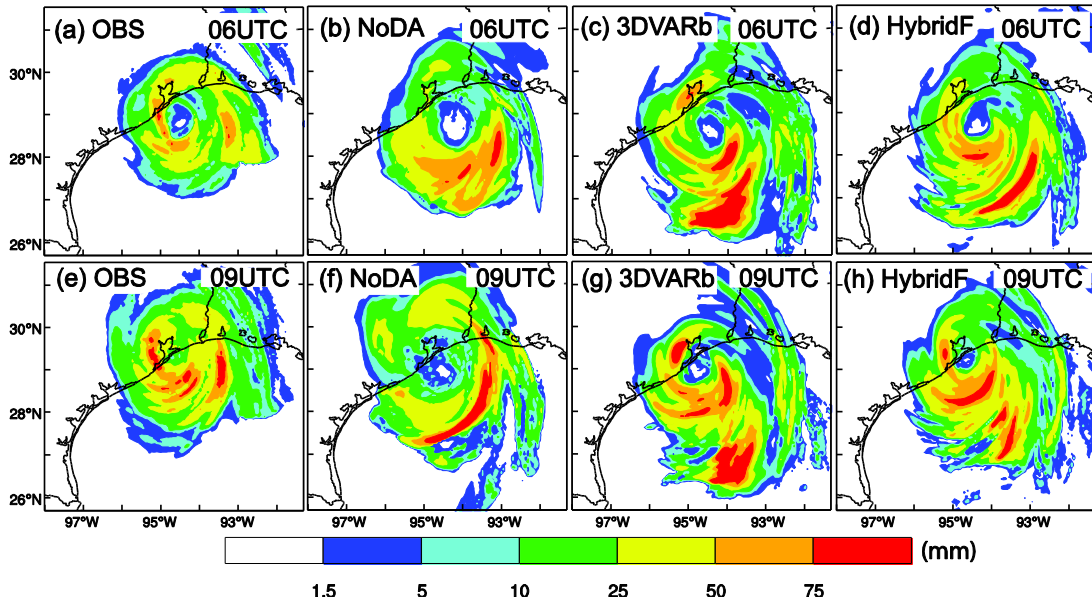 (a) OBS 06UTC (b) NoDA 06UTC (c) 3DVARb 06UTC (d) HybridF 06UTC
30°N
28°N
26°N
(e) OBS 09UTC (f) NoDA 09UTC (g) 3DVARb 09UTC (h) HybridF 09UTC
30°N
28°N
26°N
97°W 95°W 93°W 97°W 95°W 93°W 97°W 95°W 93°W 97°W 95°W 93°W
(mm)
1.5 5 10 25 50 75